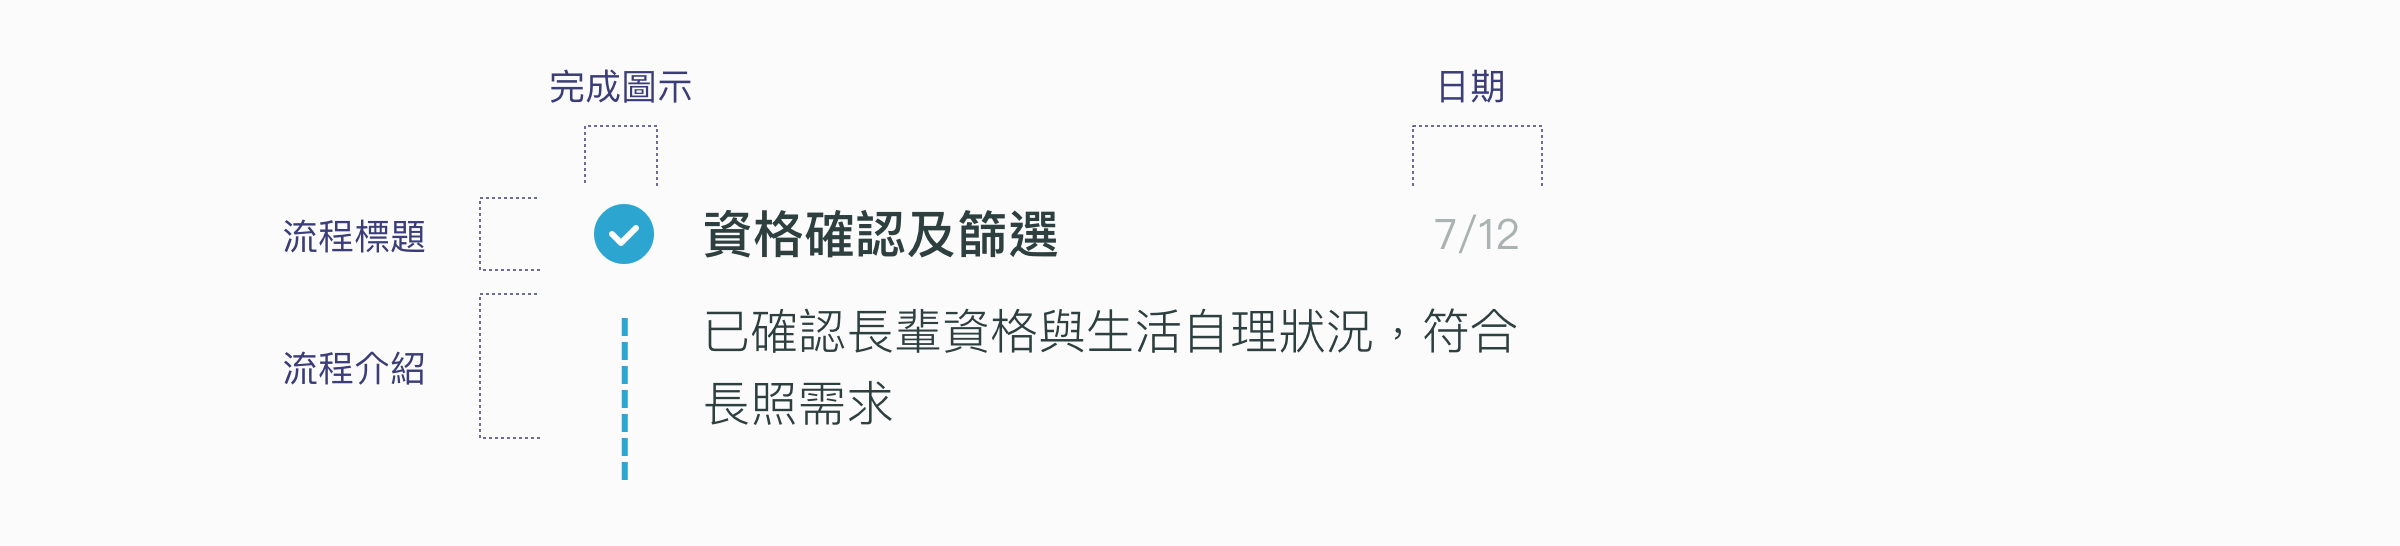 完成圖示
日期
流程標題
資格確認及篩選
7/12
流程介紹
已確認長輩資格與生活自理狀況，符合
長照需求